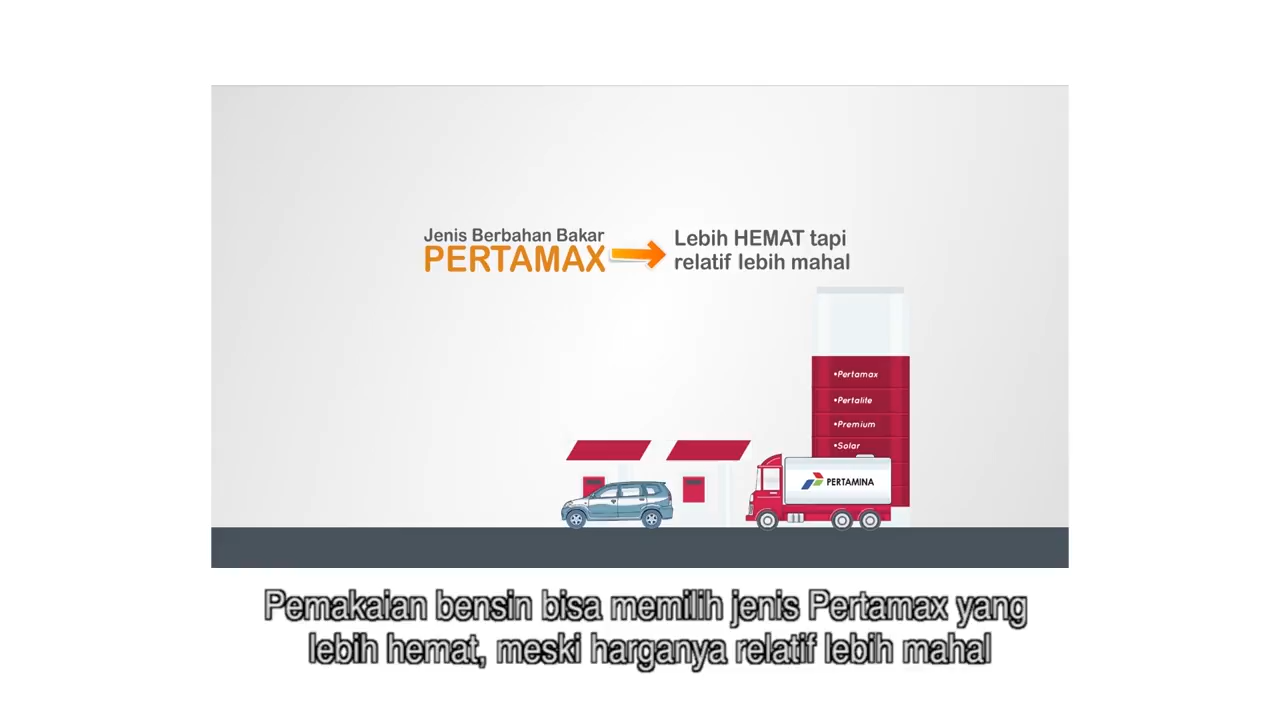 Jenis Berbahan Bakar
PERTAMAX
Lebih HEMAT tapi
relatif lebih mahal
•Pertamax
•Pertalite
•Premium
•Solar
PERTAMINA
Pemakaian bensin bisa memilih jenis Pertamax yang
lebih hemat, meski harganya relatif lebih mahal